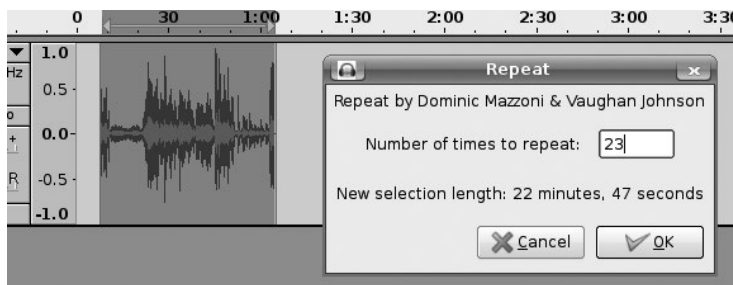 0 30 1:00 1:30 2:00 2:30 3:00 3:30
1.0
Hz
0.5
o
0.0
+
R -0.5
-1.0
Repeat
Repeat by Dominic Mazzoni & Vaughan Johnson
Number of times to repeat: 23
New selection length: 22 minutes, 47 seconds
Cancel OK